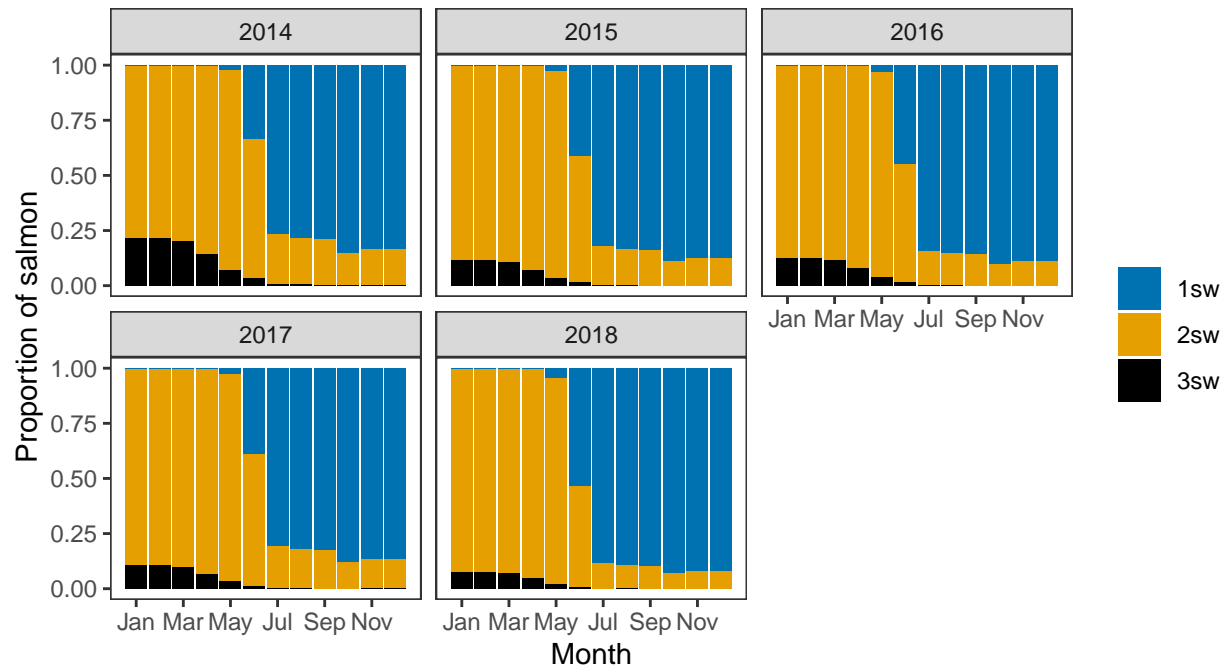 2014 2015 2016
1.00
0.75
0.50
0.25
0.00
Jan Mar May Jul Sep Nov
2017 2018
1.00
0.75
0.50
0.25
0.00
Jan Mar May Jul Sep Nov Jan Mar May Jul Sep Nov
Month
Proportion of salmon
1sw
2sw
3sw